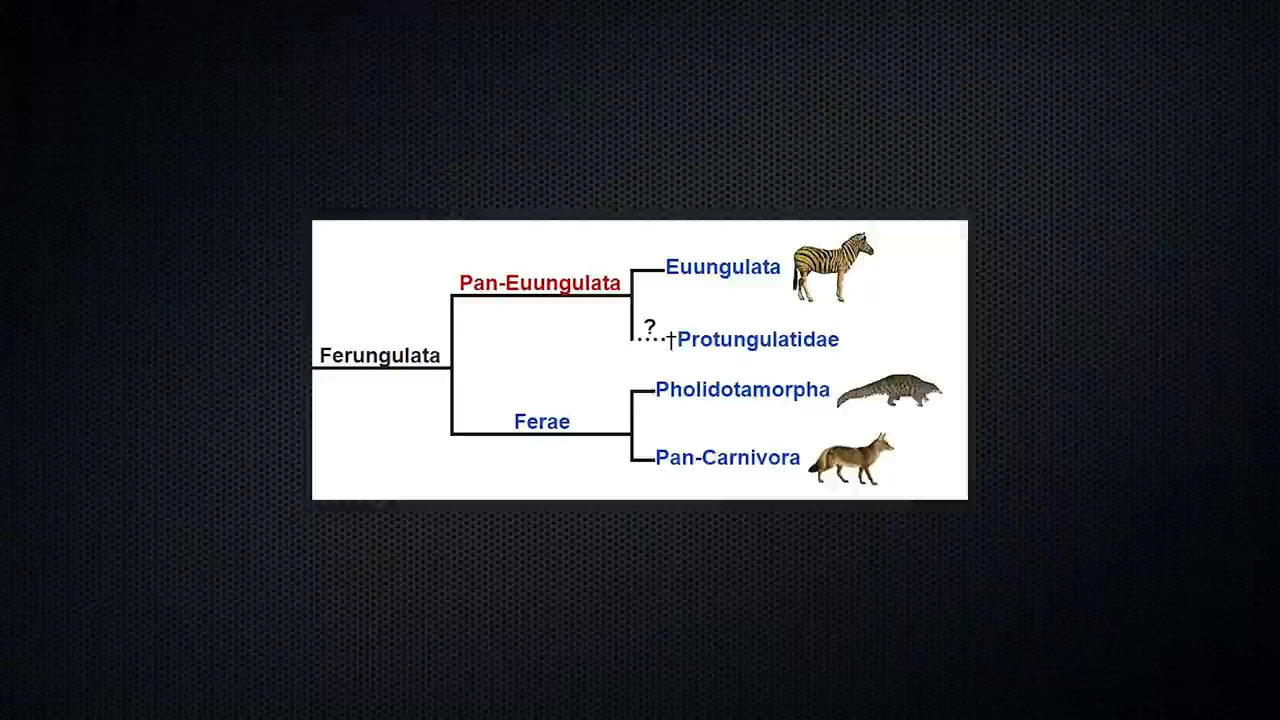 Euungulata
Pan-Euungulata
?
†Protungulatidae
Ferungulata
Pholidotamorpha
Ferae
Pan-Carnivora